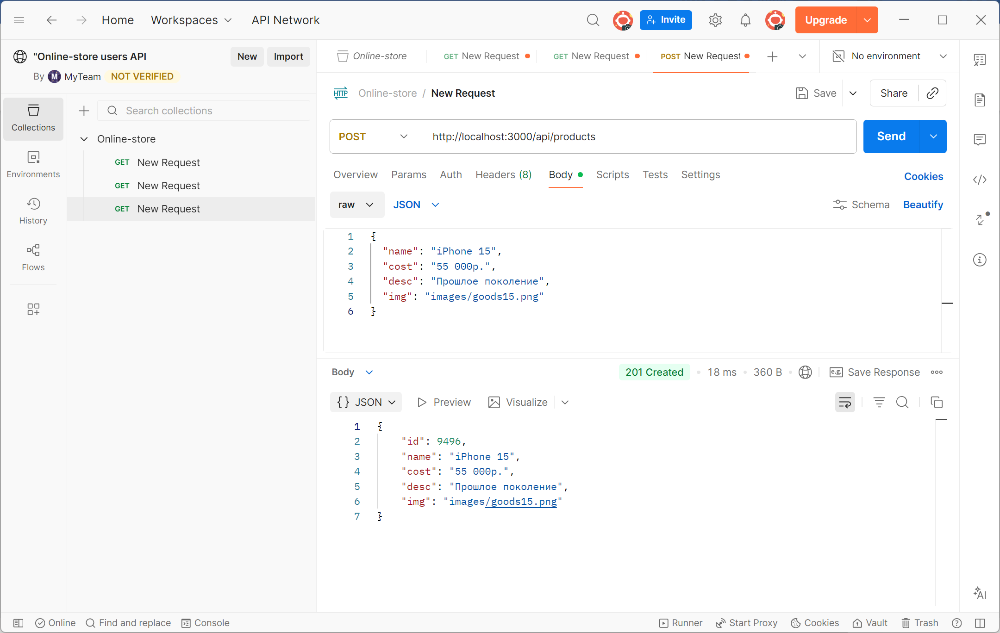 Home Workspaces API Network Invite Upgrade
"Online-store users API New Import
By M MyTeam NOT VERIFIED
Online-store GET New Request GET New Request POST New Request No environment
Collections
Environments
History
Flows
Search collections
Online-store
GET New Request
GET New Request
GET New Request
HTTP Online-store / New Request Save Share
POST http://localhost:3000/api/products Send
Overview Params Auth Headers (8) Body Scripts Tests Settings Cookies
raw JSON Schema Beautify
1 {
2 "name": "iPhone 15",
3 "cost": "55 000р.",
4 "desc": "Прошлое поколение",
5 "img": "images/goods15.png"
6 }
Body 201 Created 18 ms 360 B e.g. Save Response
{} JSON Preview Visualize
1 {
2 "id": 9496,
3 "name": "iPhone 15",
4 "cost": "55 000р.",
5 "desc": "Прошлое поколение",
6 "img": "images/goods15.png"
7 }
AI
Online Find and replace Console Runner Start Proxy Cookies Vault Trash